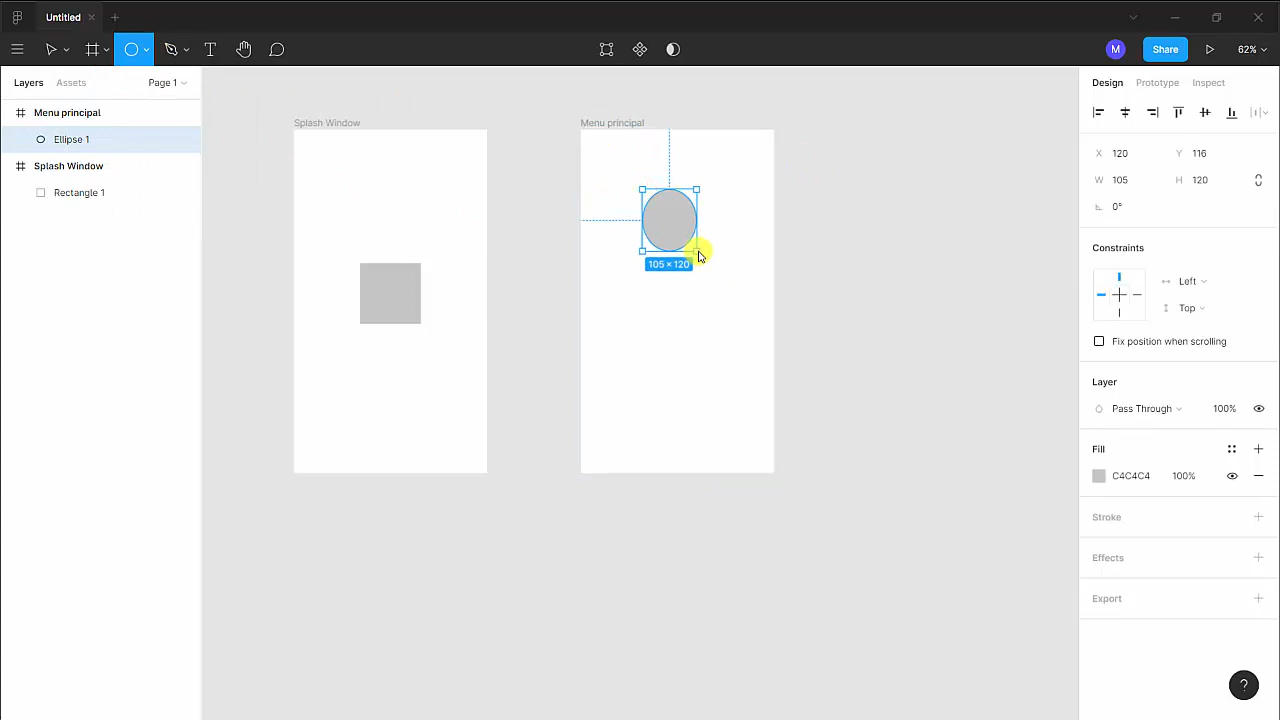 Untitled
M
Share
62%
Layers
Assets
Page 1
Design
Prototype
Inspect
Menu principal
Ellipse 1
Splash Window
Rectangle 1
Splash Window
Menu principal
105 × 120
X 120
Y 116
W 105
H 120
0°
Constraints
Left
Top
Fix position when scrolling
Layer
Pass Through
100%
Fill
C4C4C4
100%
Stroke
Effects
Export
?